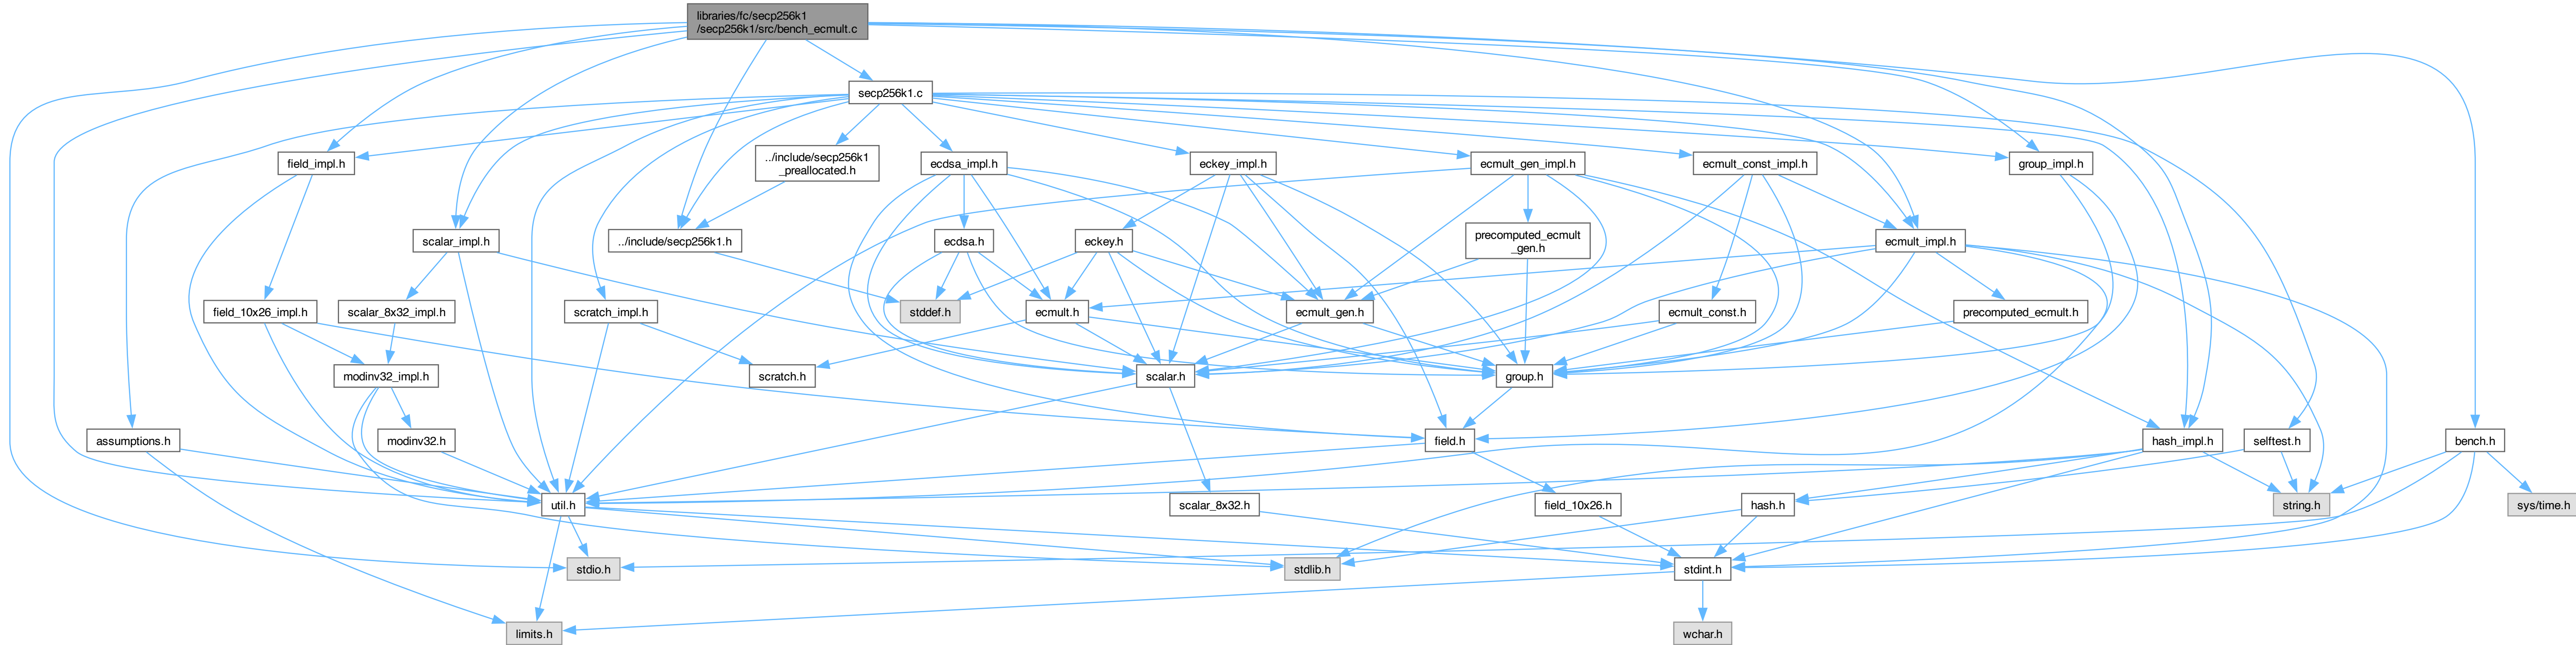 libraries/fc/secp256k1
/secp256k1/src/bench_ecmult.c
secp256k1.c
field_impl.h
../include/secp256k1
_preallocated.h
ecdsa_impl.h
eckey_impl.h
ecmult_gen_impl.h
ecmult_const_impl.h
group_impl.h
scalar_impl.h
../include/secp256k1.h
ecdsa.h
eckey.h
precomputed_ecmult
_gen.h
ecmult_impl.h
field_10x26_impl.h
scalar_8x32_impl.h
scratch_impl.h
stddef.h
ecmult.h
ecmult_gen.h
ecmult_const.h
precomputed_ecmult.h
modinv32_impl.h
scratch.h
scalar.h
group.h
assumptions.h
modinv32.h
field.h
hash_impl.h
selftest.h
bench.h
util.h
scalar_8x32.h
field_10x26.h
hash.h
string.h
sys/time.h
stdio.h
stdlib.h
stdint.h
limits.h
wchar.h